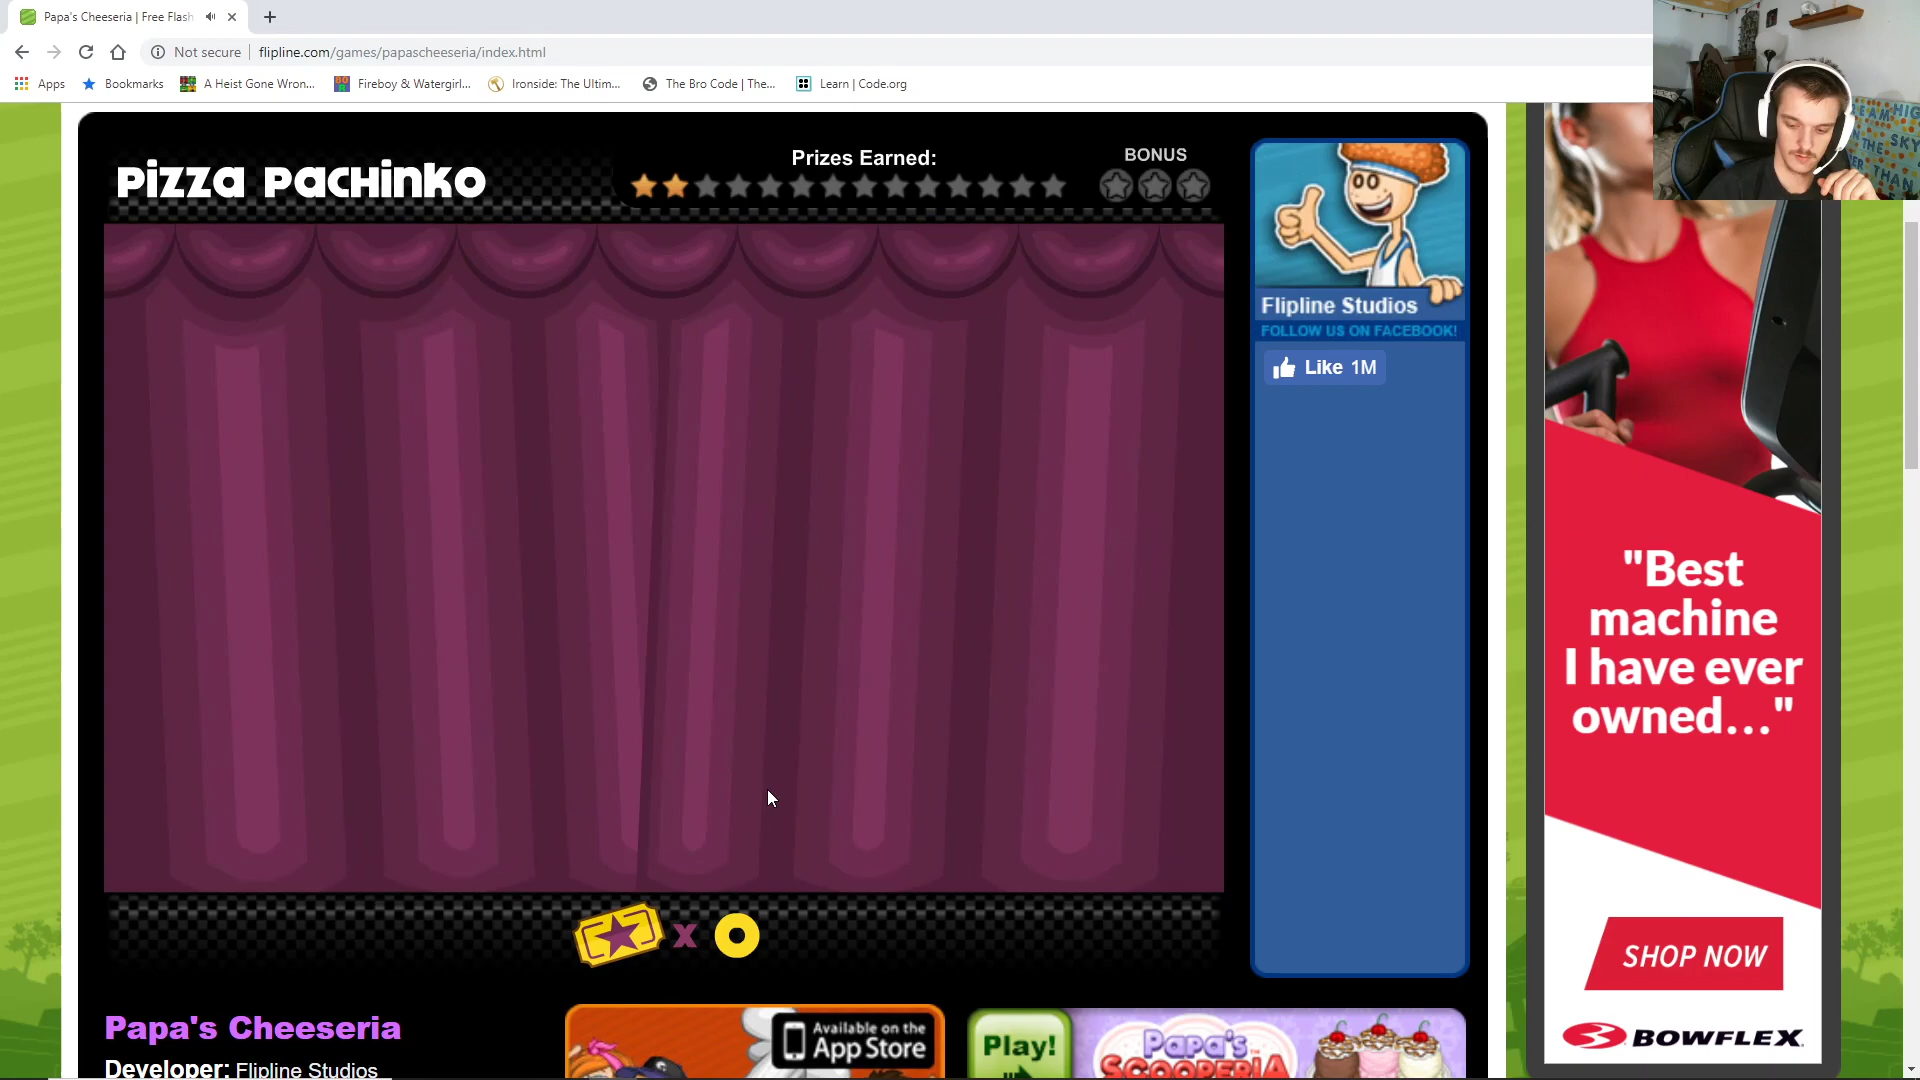 Papa's Cheeseria | Free Flash
Not secure | flipline.com/games/papascheeseria/index.html
Apps Bookmarks A Heist Gone Wron... Fireboy & Watergirl... Ironside: The Ultim... The Bro Code | The... Learn | Code.org
Pizza Pachinko
Prizes Earned:
BONUS
Flipline Studios
FOLLOW US ON FACEBOOK!
Like 1M
"Best
machine
I have ever
owned..."
SHOP NOW
BOWFLEX
x 0
Papa's Cheeseria
Developer: Flipline Studios
Available on the
App Store
Play!
Papa's
SCOOPERIA